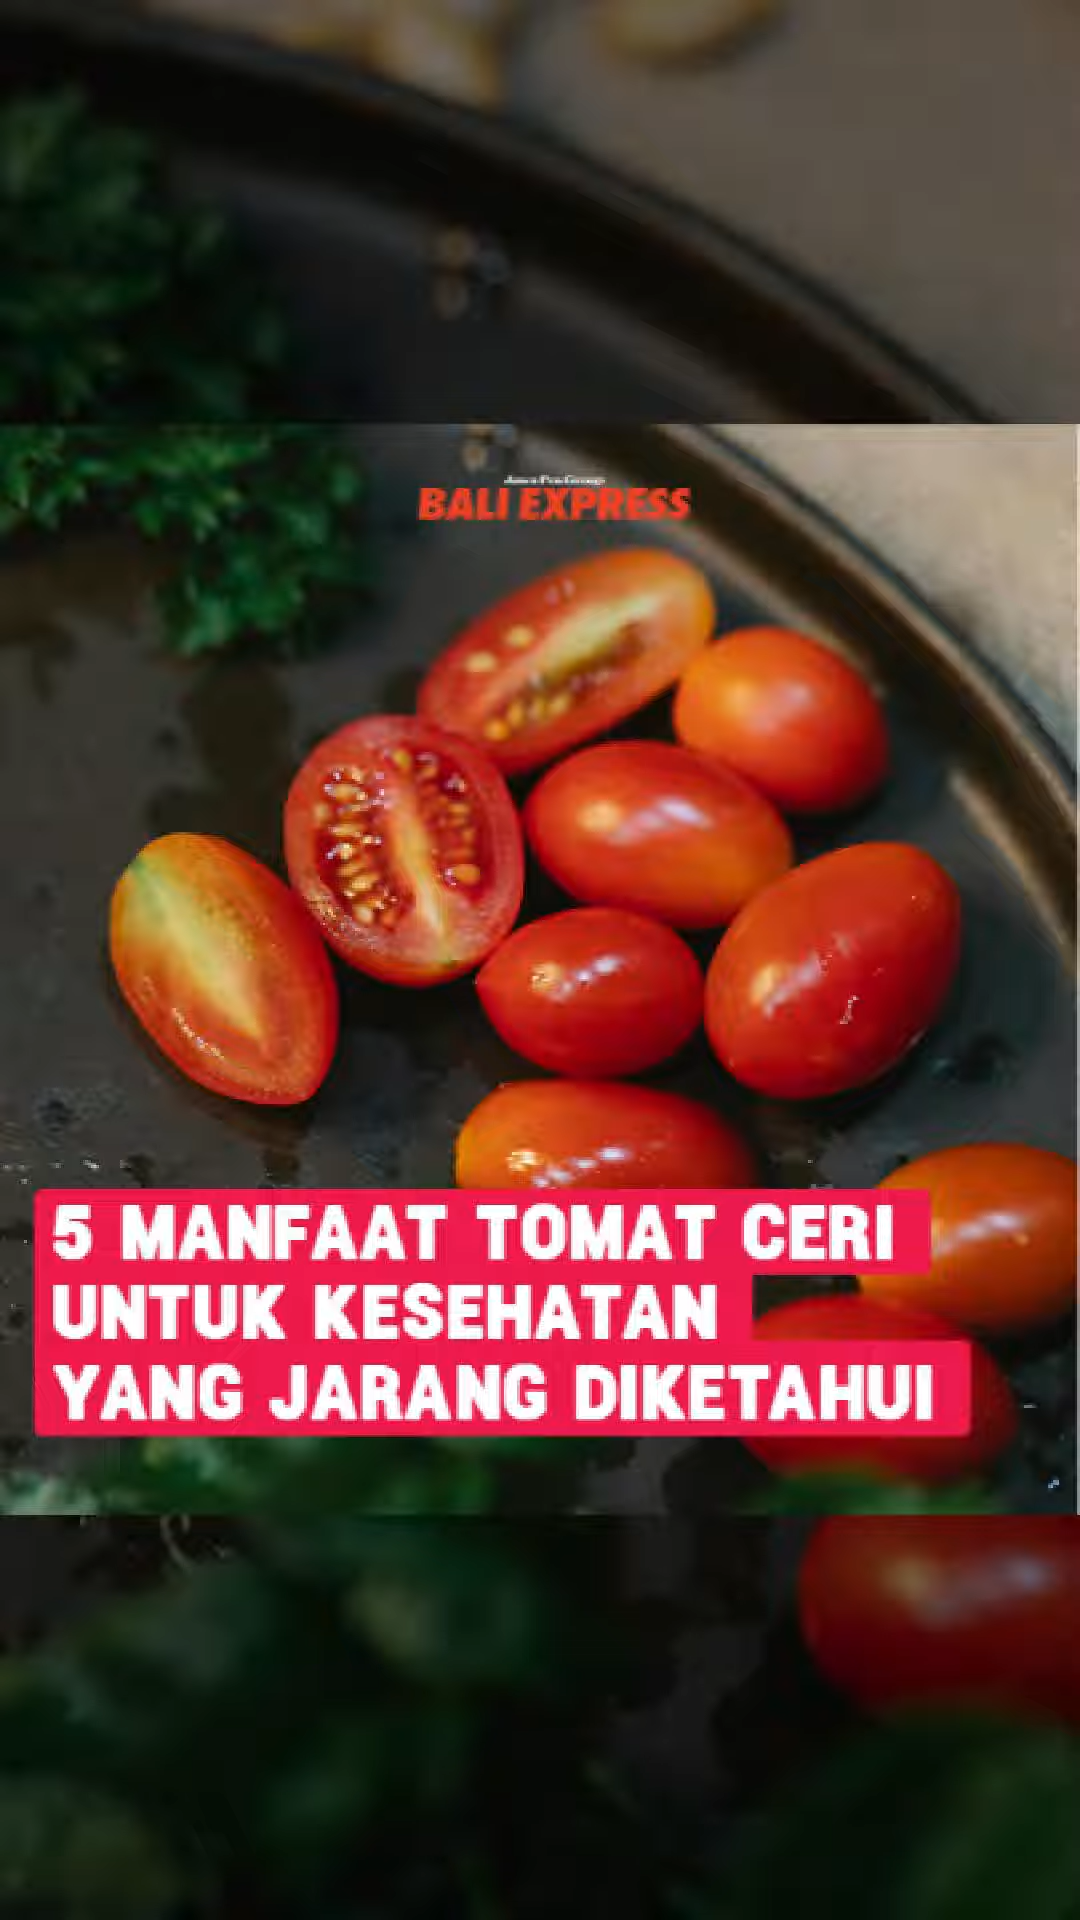 BALI EXPRESS
5 MANFAAT TOMAT CERI
UNTUK KESEHATAN
YANG JARANG DIKETAHUI